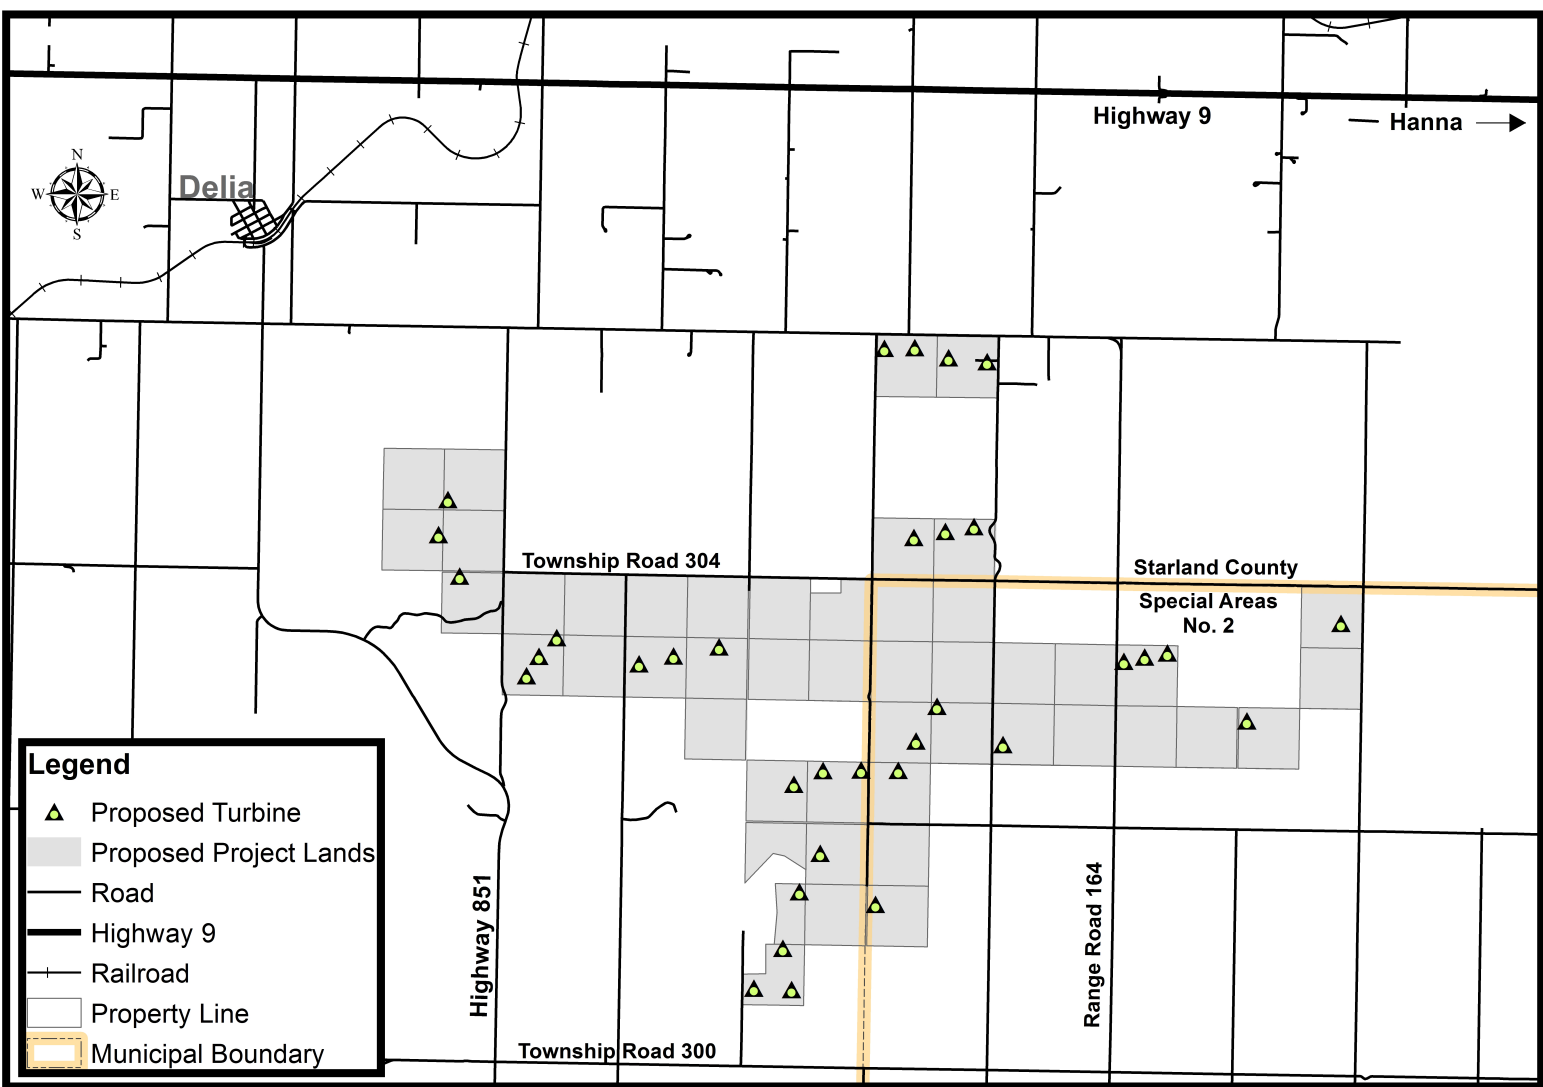 Highway 9
Hanna
N
W E
S
Delia
Township Road 304
Starland County
Special Areas
No. 2
Legend
Proposed Turbine
Proposed Project Lands
Road
Highway 9
Railroad
Property Line
Municipal Boundary
Highway 851
Range Road 164
Township Road 300